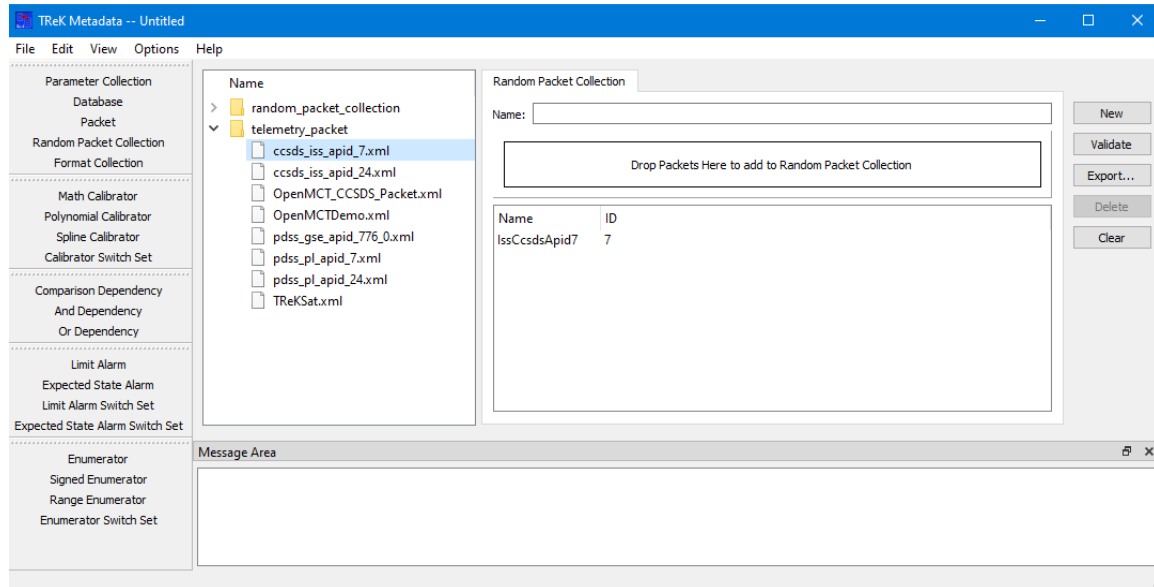 TReK Metadata -- Untitled
File Edit View Options Help
Parameter Collection
Database
Packet
Random Packet Collection
Format Collection
Math Calibrator
Polynomial Calibrator
Spline Calibrator
Calibrator Switch Set
Comparison Dependency
And Dependency
Or Dependency
Limit Alarm
Expected State Alarm
Limit Alarm Switch Set
Expected State Alarm Switch Set
Enumerator
Signed Enumerator
Range Enumerator
Enumerator Switch Set
Name
random_packet_collection
telemetry_packet
ccsds_iss_apid_7.xml
ccsds_iss_apid_24.xml
OpenMCT_CCSDS_Packet.xml
OpenMCTDemo.xml
pdss_gse_apid_776_0.xml
pdss_pl_apid_7.xml
pdss_pl_apid_24.xml
TReKSat.xml
Random Packet Collection
Name:
Drop Packets Here to add to Random Packet Collection
Name ID
IssCcsdsApid7 7
New
Validate
Export...
Delete
Clear
Message Area